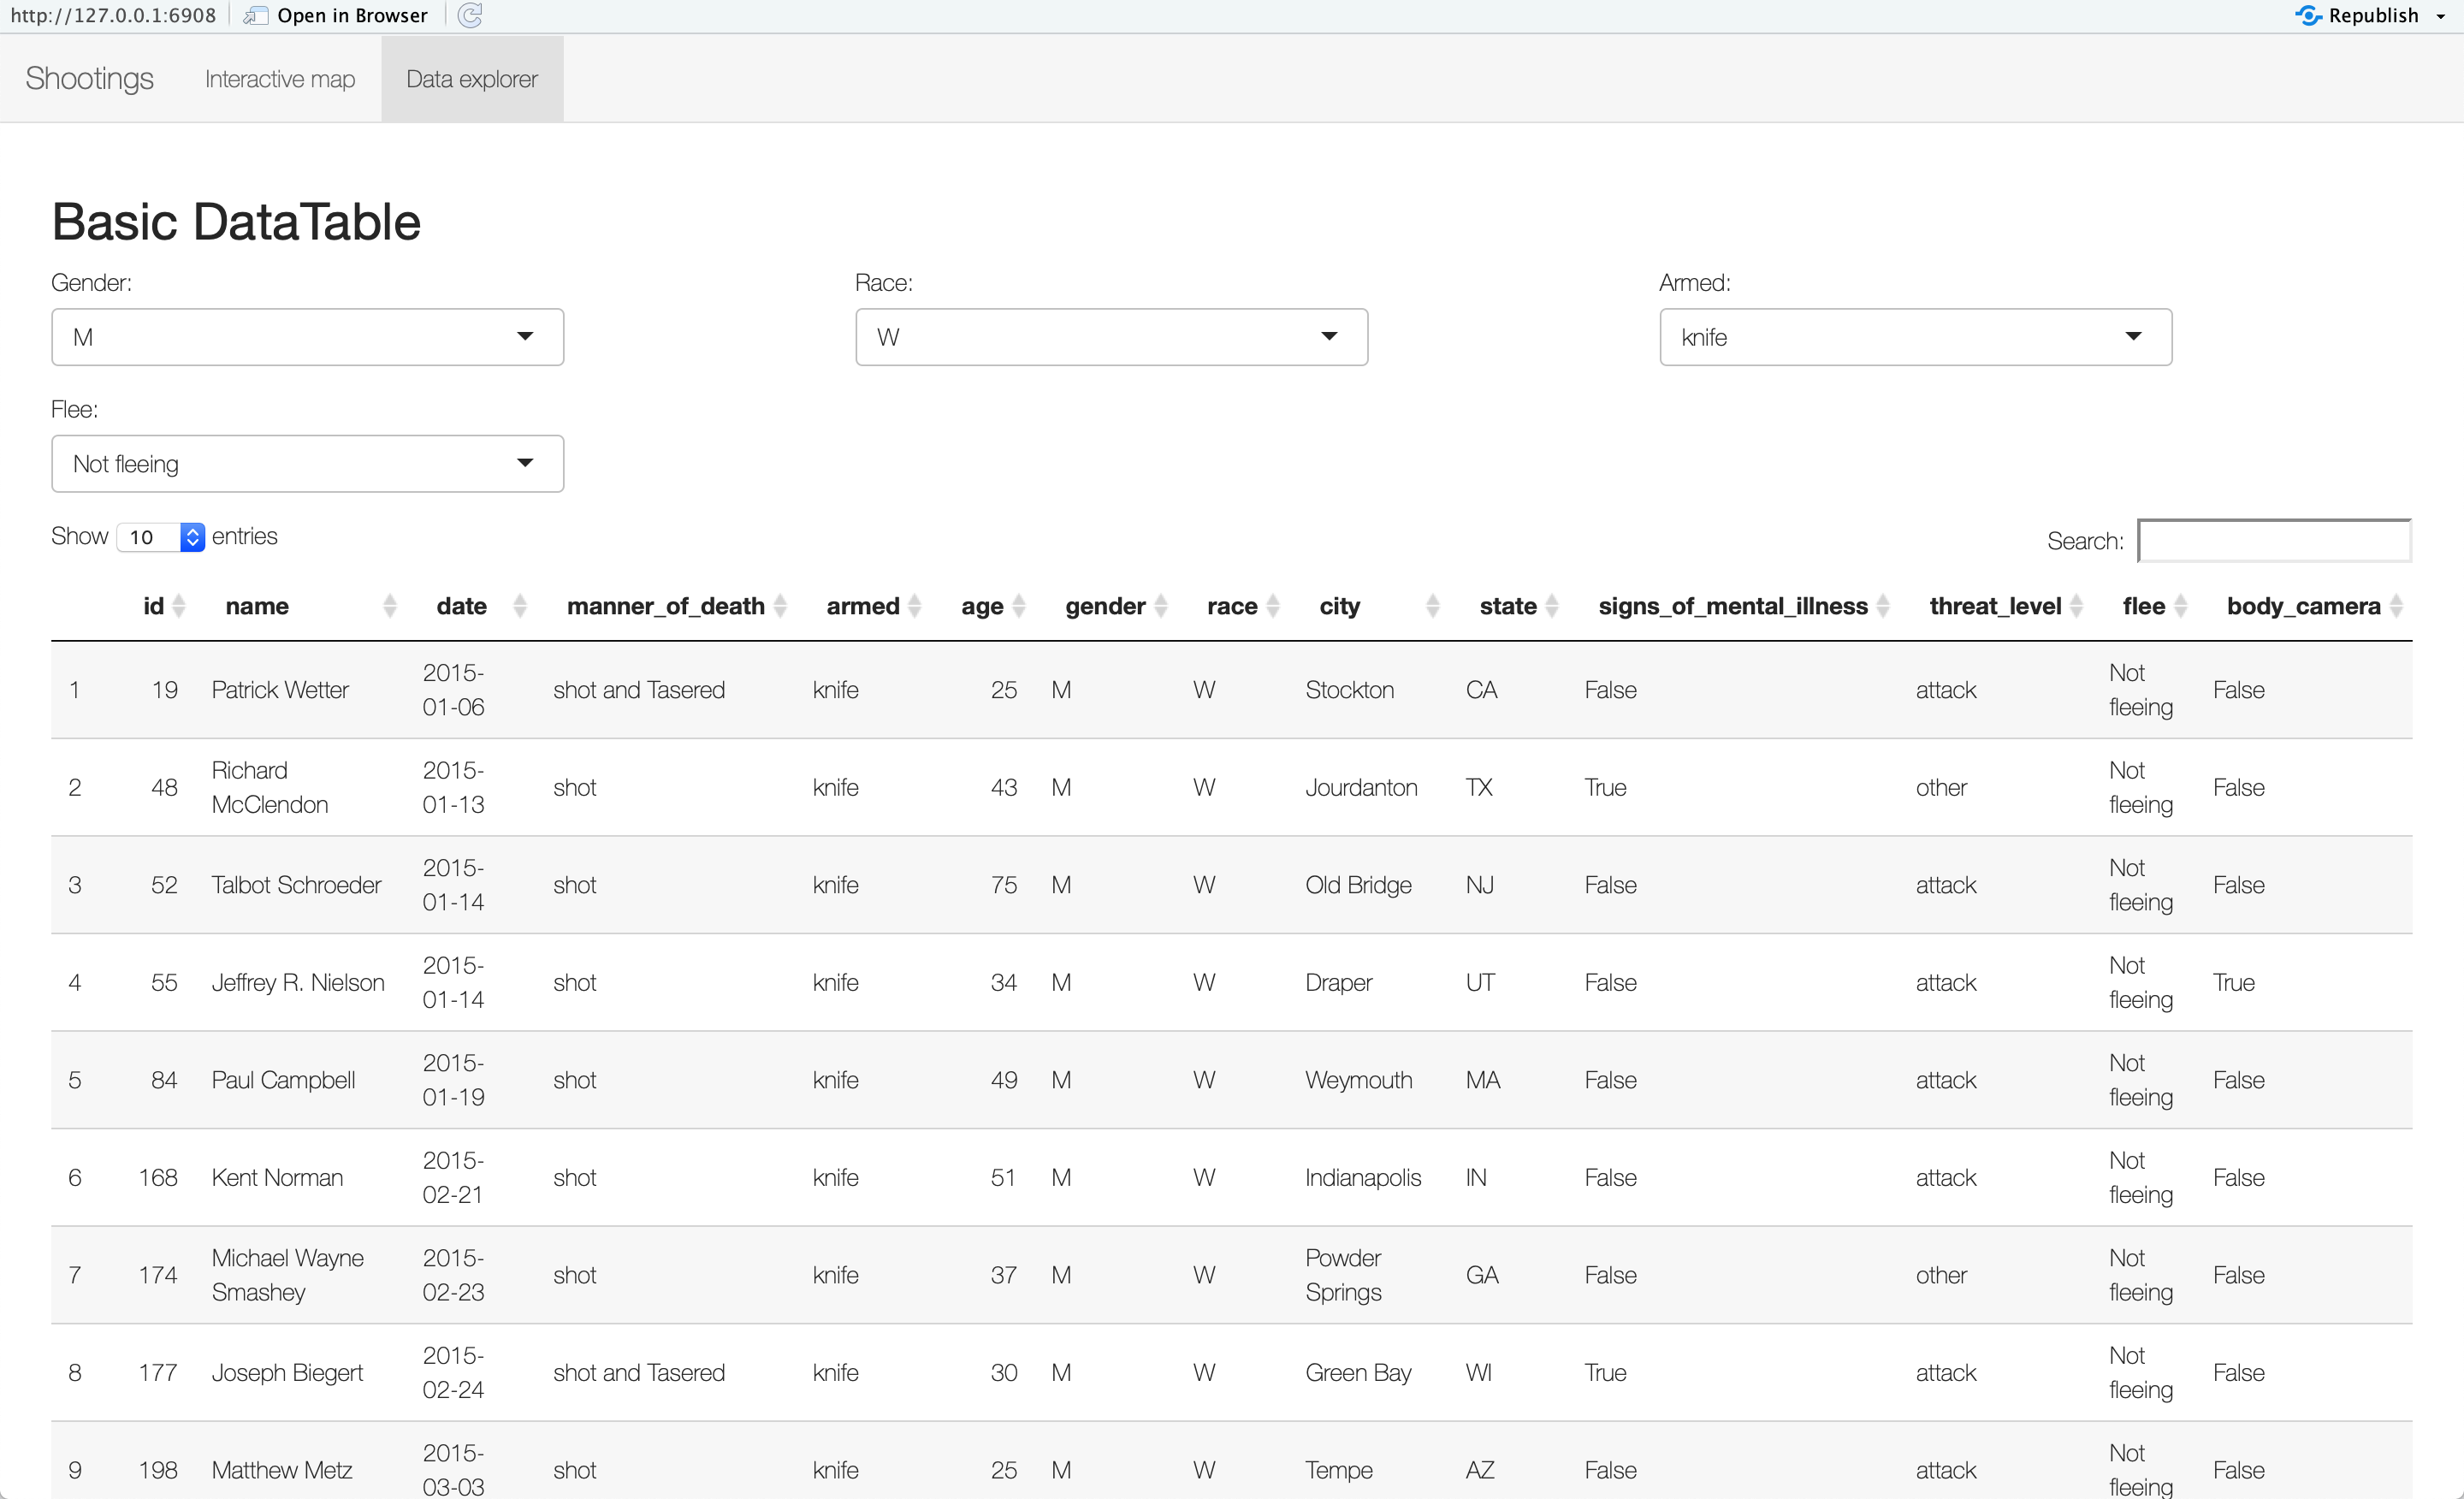 http://127.0.0.1:6908 Open in Browser Republish
Shootings Interactive map Data explorer
Basic DataTable
Gender: Race: Armed:
M W knife
Flee:
Not fleeing
Show 10 entries Search:
id name date manner_of_death armed age gender race city state signs_of_mental_illness threat_level flee body_camera
1 19 Patrick Wetter 2015-01-06 shot and Tasered knife 25 M W Stockton CA False attack Not fleeing False
2 48 Richard McClendon 2015-01-13 shot knife 43 M W Jourdanton TX True other Not fleeing False
3 52 Talbot Schroeder 2015-01-14 shot knife 75 M W Old Bridge NJ False attack Not fleeing False
4 55 Jeffrey R. Nielson 2015-01-14 shot knife 34 M W Draper UT False attack Not fleeing True
5 84 Paul Campbell 2015-01-19 shot knife 49 M W Weymouth MA False attack Not fleeing False
6 168 Kent Norman 2015-02-21 shot knife 51 M W Indianapolis IN False attack Not fleeing False
7 174 Michael Wayne Smashey 2015-02-23 shot knife 37 M W Powder Springs GA False other Not fleeing False
8 177 Joseph Biegert 2015-02-24 shot and Tasered knife 30 M W Green Bay WI True attack Not fleeing False
9 198 Matthew Metz 2015-03-03 shot knife 25 M W Tempe AZ False attack Not fleeing False